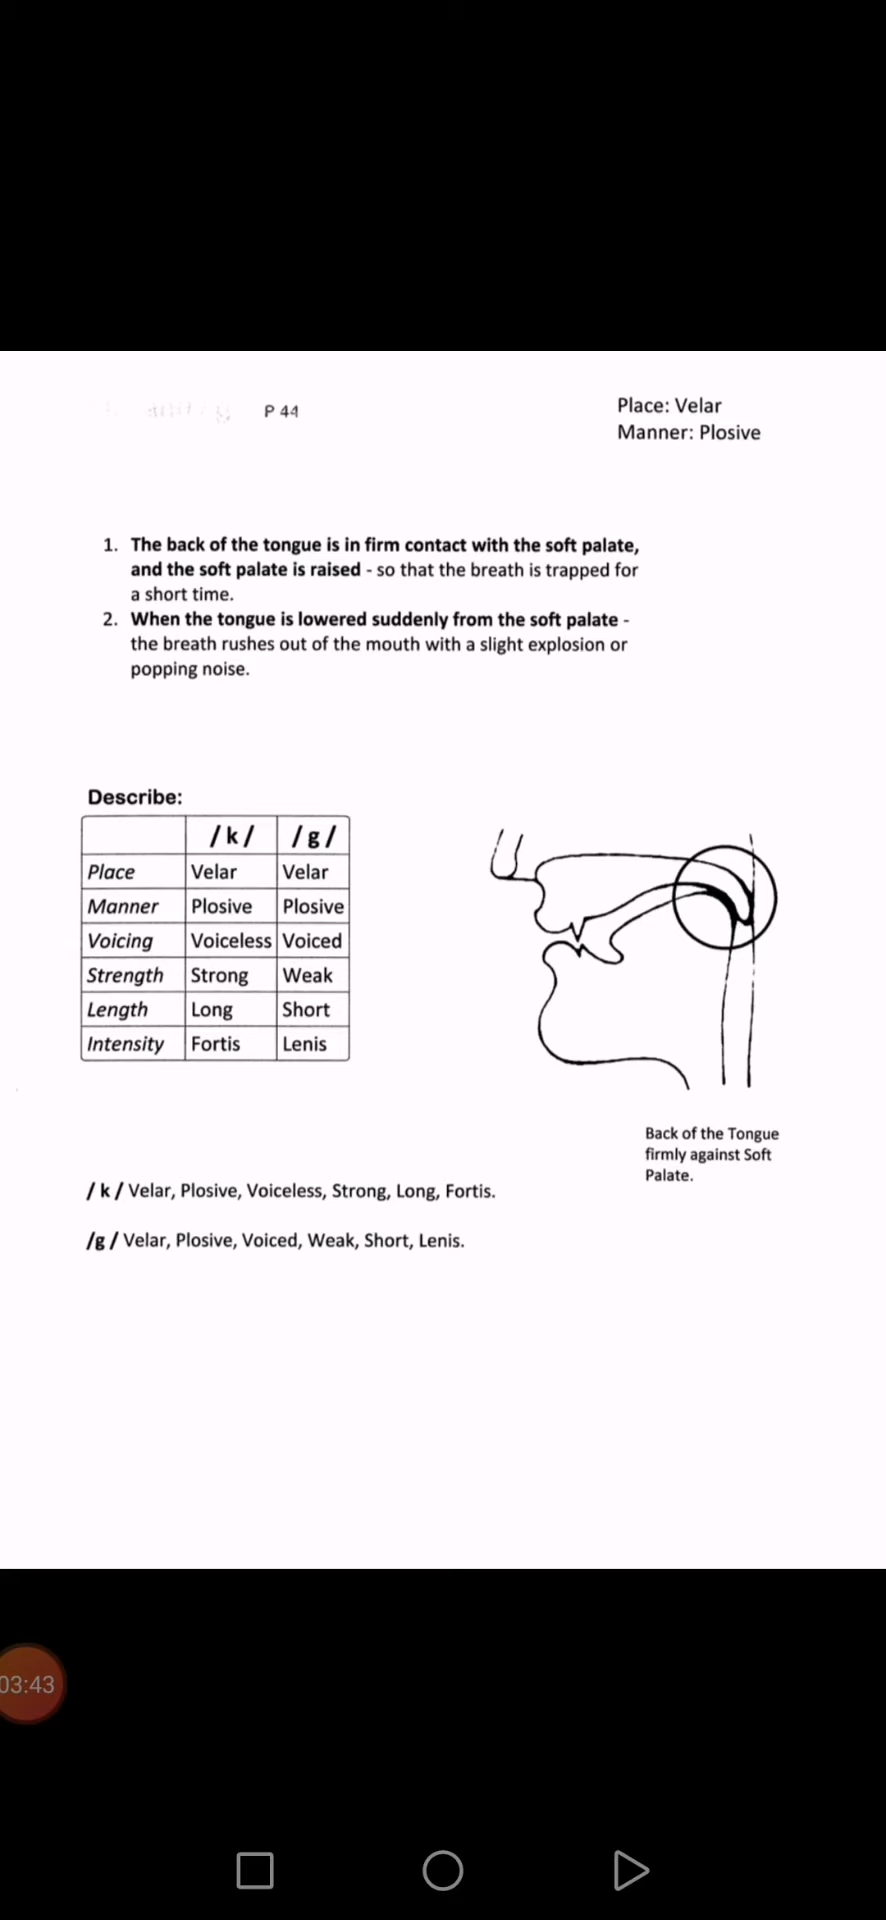 P 44
Place: Velar
Manner: Plosive
1. The back of the tongue is in firm contact with the soft palate,
and the soft palate is raised - so that the breath is trapped for
a short time.
2. When the tongue is lowered suddenly from the soft palate -
the breath rushes out of the mouth with a slight explosion or
popping noise.
Describe:
/k/ /g/
Place Velar Velar
Manner Plosive Plosive
Voicing Voiceless Voiced
Strength Strong Weak
Length Long Short
Intensity Fortis Lenis
Back of the Tongue
firmly against Soft
Palate.
/k/ Velar, Plosive, Voiceless, Strong, Long, Fortis.
/g/ Velar, Plosive, Voiced, Weak, Short, Lenis.
03:43